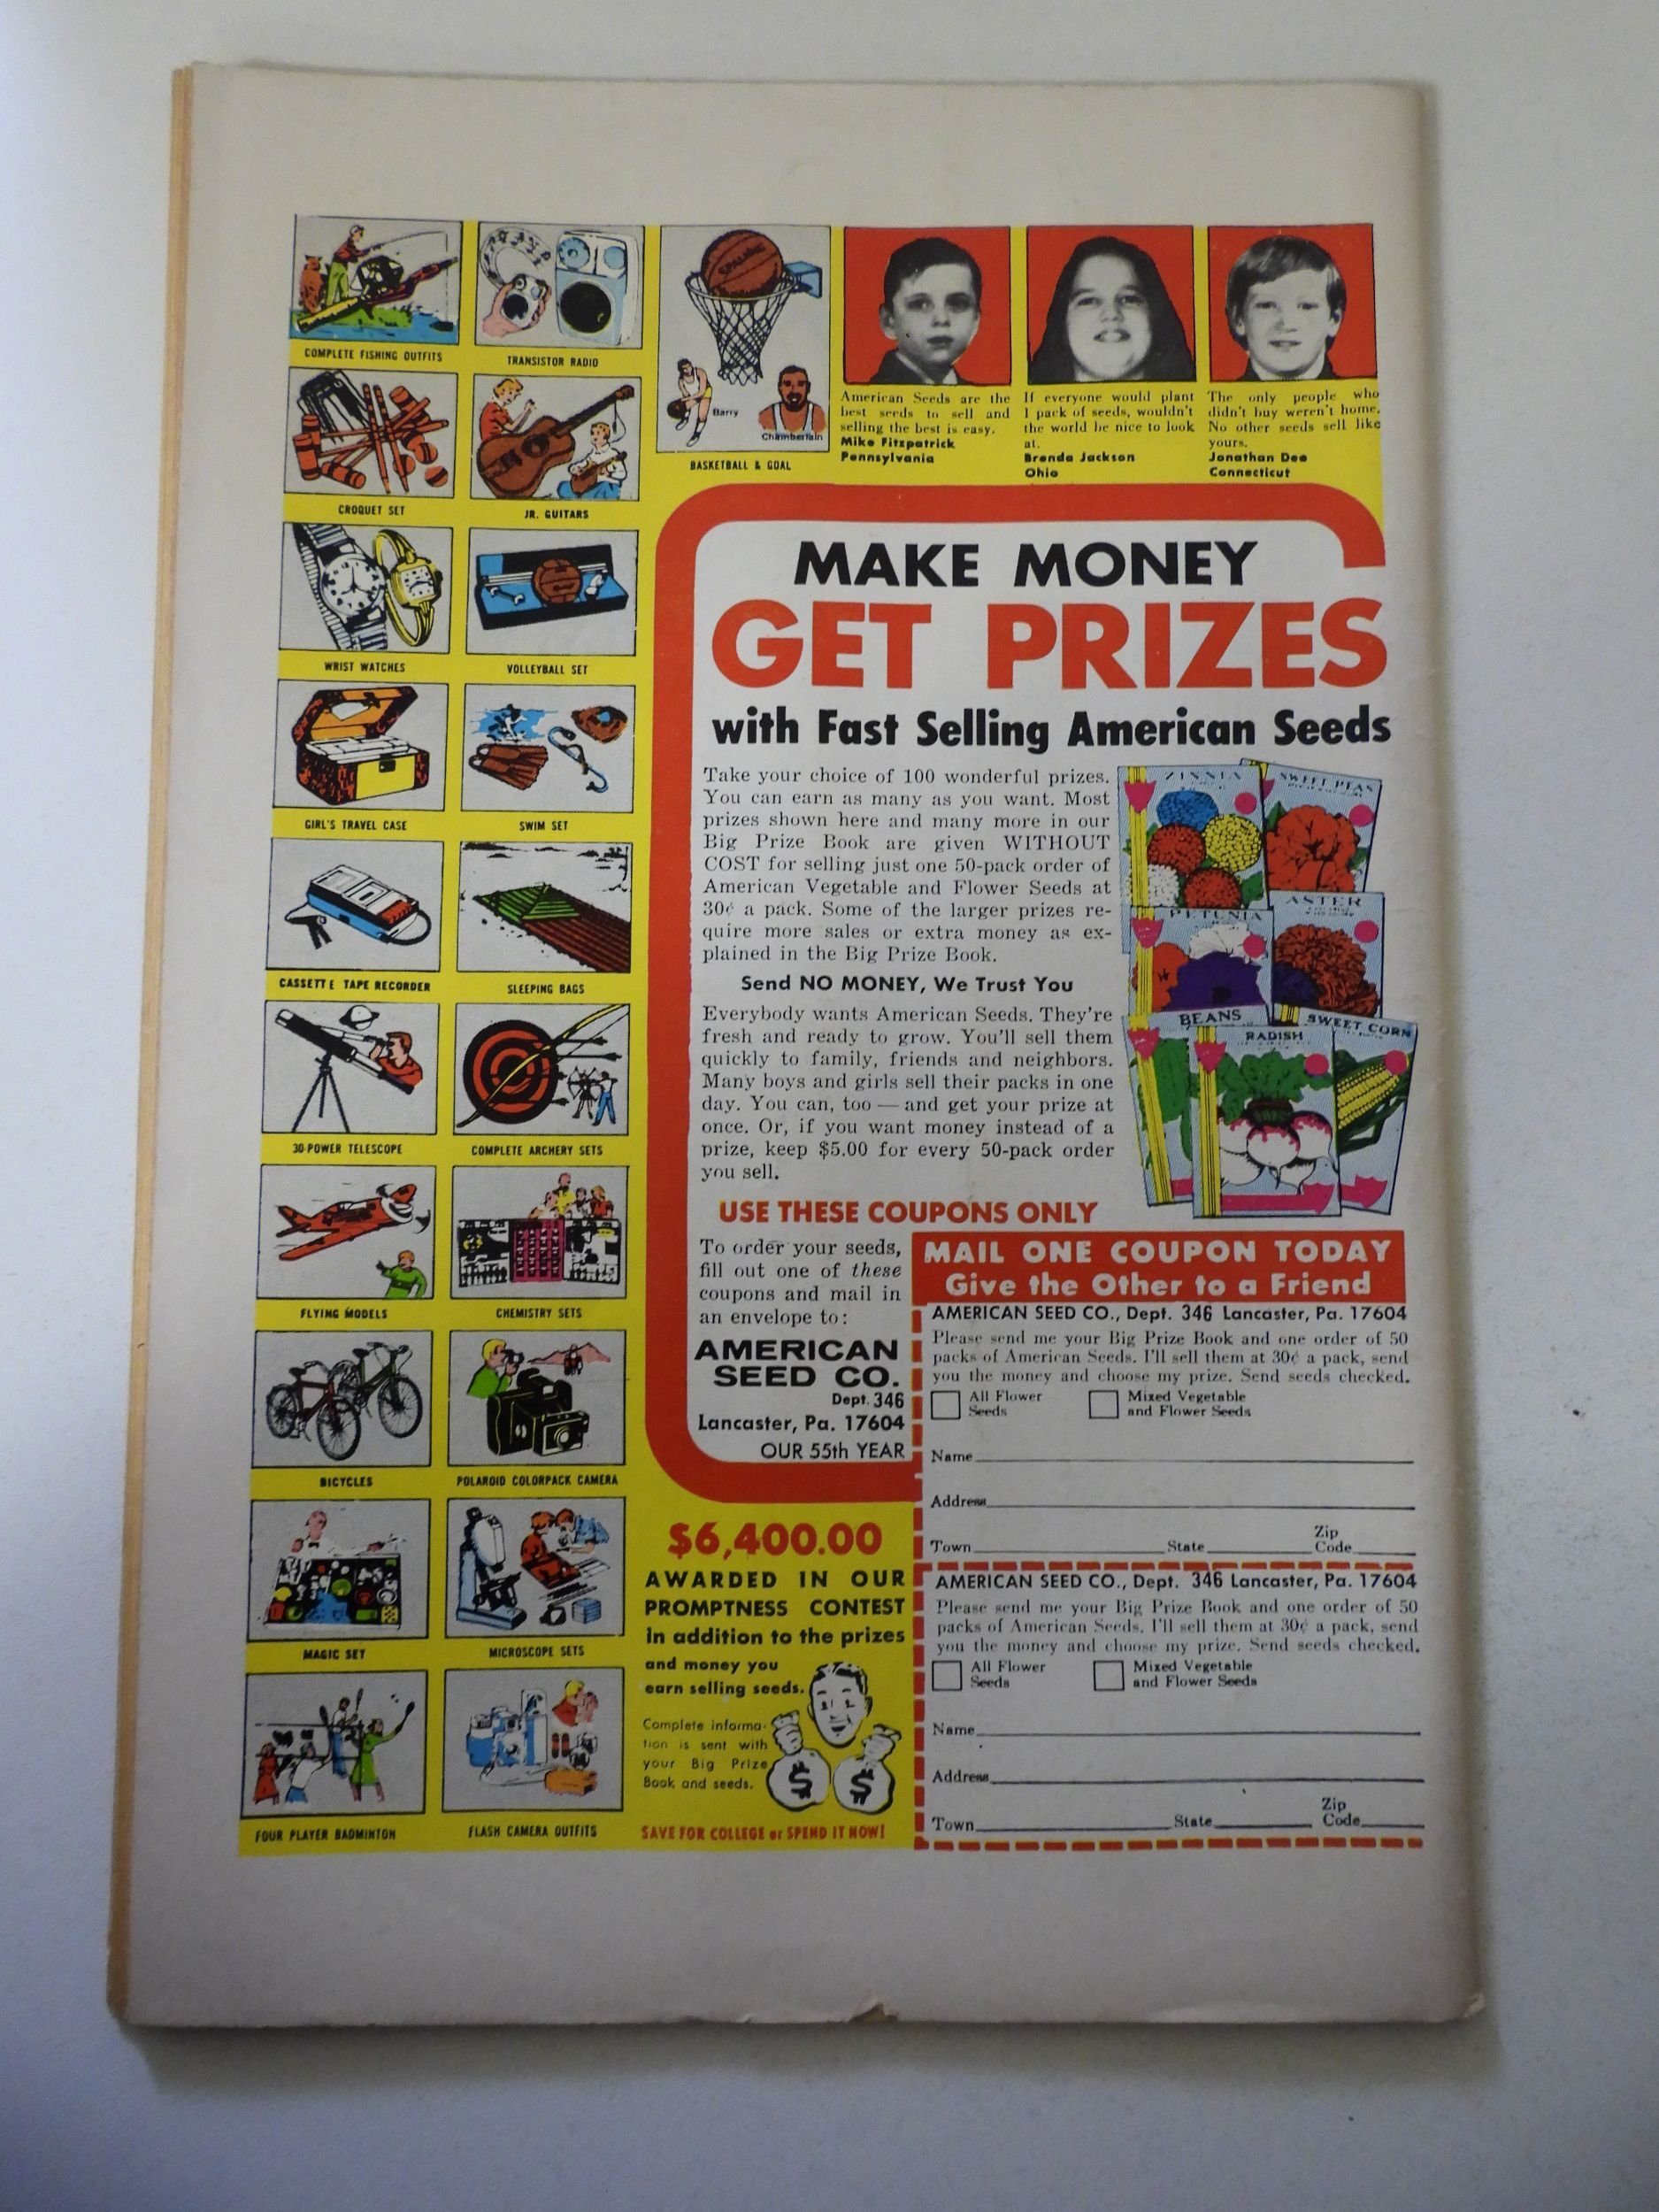 COMPLETE FISHING OUTFITS
TRANSISTOR RADIO
CROQUET SET
JR. GUITARS
WRIST WATCHES
VOLLEYBALL SET
GIRL'S TRAVEL CASE
SWIM SET
CASSETTE TAPE RECORDER
SLEEPING BAGS
30-POWER TELESCOPE
COMPLETE ARCHERY SETS
FLYING MODELS
CHEMISTRY SETS
BICYCLES
POLAROID COLORPACK CAMERA
MAGIC SET
MICROSCOPE SETS
FOUR PLAYER BADMINTON
FLASH CAMERA OUTFITS
SPALDING
Barry
Chamberlain
BASKETBALL & GOAL
American Seeds are the
best seeds to sell and
selling the best is easy.
Mike Fitzpatrick
Pennsylvania
If everyone would plant
1 pack of seeds, wouldn't
the world be nice to look
at.
Brenda Jackson
Ohio
The only people who
didn't buy weren't home.
No other seeds sell like
yours.
Jonathan Dee
Connecticut
MAKE MONEY
GET PRIZES
with Fast Selling American Seeds
Take your choice of 100 wonderful prizes.
You can earn as many as you want. Most
prizes shown here and many more in our
Big Prize Book are given WITHOUT
COST for selling just one 50-pack order of
American Vegetable and Flower Seeds at
30¢ a pack. Some of the larger prizes re-
quire more sales or extra money as ex-
plained in the Big Prize Book.
Send NO MONEY, We Trust You
Everybody wants American Seeds. They're
fresh and ready to grow. You'll sell them
quickly to family, friends and neighbors.
Many boys and girls sell their packs in one
day. You can, too — and get your prize at
once. Or, if you want money instead of a
prize, keep $5.00 for every 50-pack order
you sell.
ZINNIA
SWEET PEAS
PETUNIA
ASTER
BEANS
RADISH
SWEET CORN
USE THESE COUPONS ONLY
To order your seeds,
fill out one of these
coupons and mail in
an envelope to:
AMERICAN
SEED CO.
Dept. 346
Lancaster, Pa. 17604
OUR 55th YEAR
MAIL ONE COUPON TODAY
Give the Other to a Friend
AMERICAN SEED CO., Dept. 346 Lancaster, Pa. 17604
Please send me your Big Prize Book and one order of 50
packs of American Seeds. I'll sell them at 30¢ a pack, send
you the money and choose my prize. Send seeds checked.
All Flower Seeds
Mixed Vegetable and Flower Seeds
Name
Address
Town State Zip Code
AMERICAN SEED CO., Dept. 346 Lancaster, Pa. 17604
Please send me your Big Prize Book and one order of 50
packs of American Seeds. I'll sell them at 30¢ a pack, send
you the money and choose my prize. Send seeds checked.
All Flower Seeds
Mixed Vegetable and Flower Seeds
Name
Address
Town State Zip Code
$6,400.00
AWARDED IN OUR
PROMPTNESS CONTEST
in addition to the prizes
and money you
earn selling seeds.
Complete informa-
tion is sent with
your Big Prize
Book and seeds.
$ $
SAVE FOR COLLEGE or SPEND IT NOW!